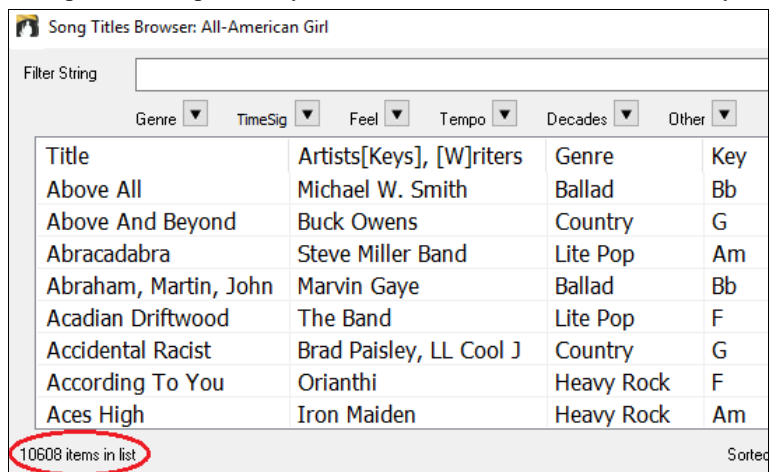 Song Titles Browser: All-American Girl
Filter String
Genre TimeSig Feel Tempo Decades Other
Title Artists[Keys], [W]riters Genre Key
Above All Michael W. Smith Ballad Bb
Above And Beyond Buck Owens Country G
Abracadabra Steve Miller Band Lite Pop Am
Abraham, Martin, John Marvin Gaye Ballad Bb
Acadian Driftwood The Band Lite Pop F
Accidental Racist Brad Paisley, LL Cool J Country G
According To You Orianthi Heavy Rock F
Aces High Iron Maiden Heavy Rock Am
10608 items in list Sorted